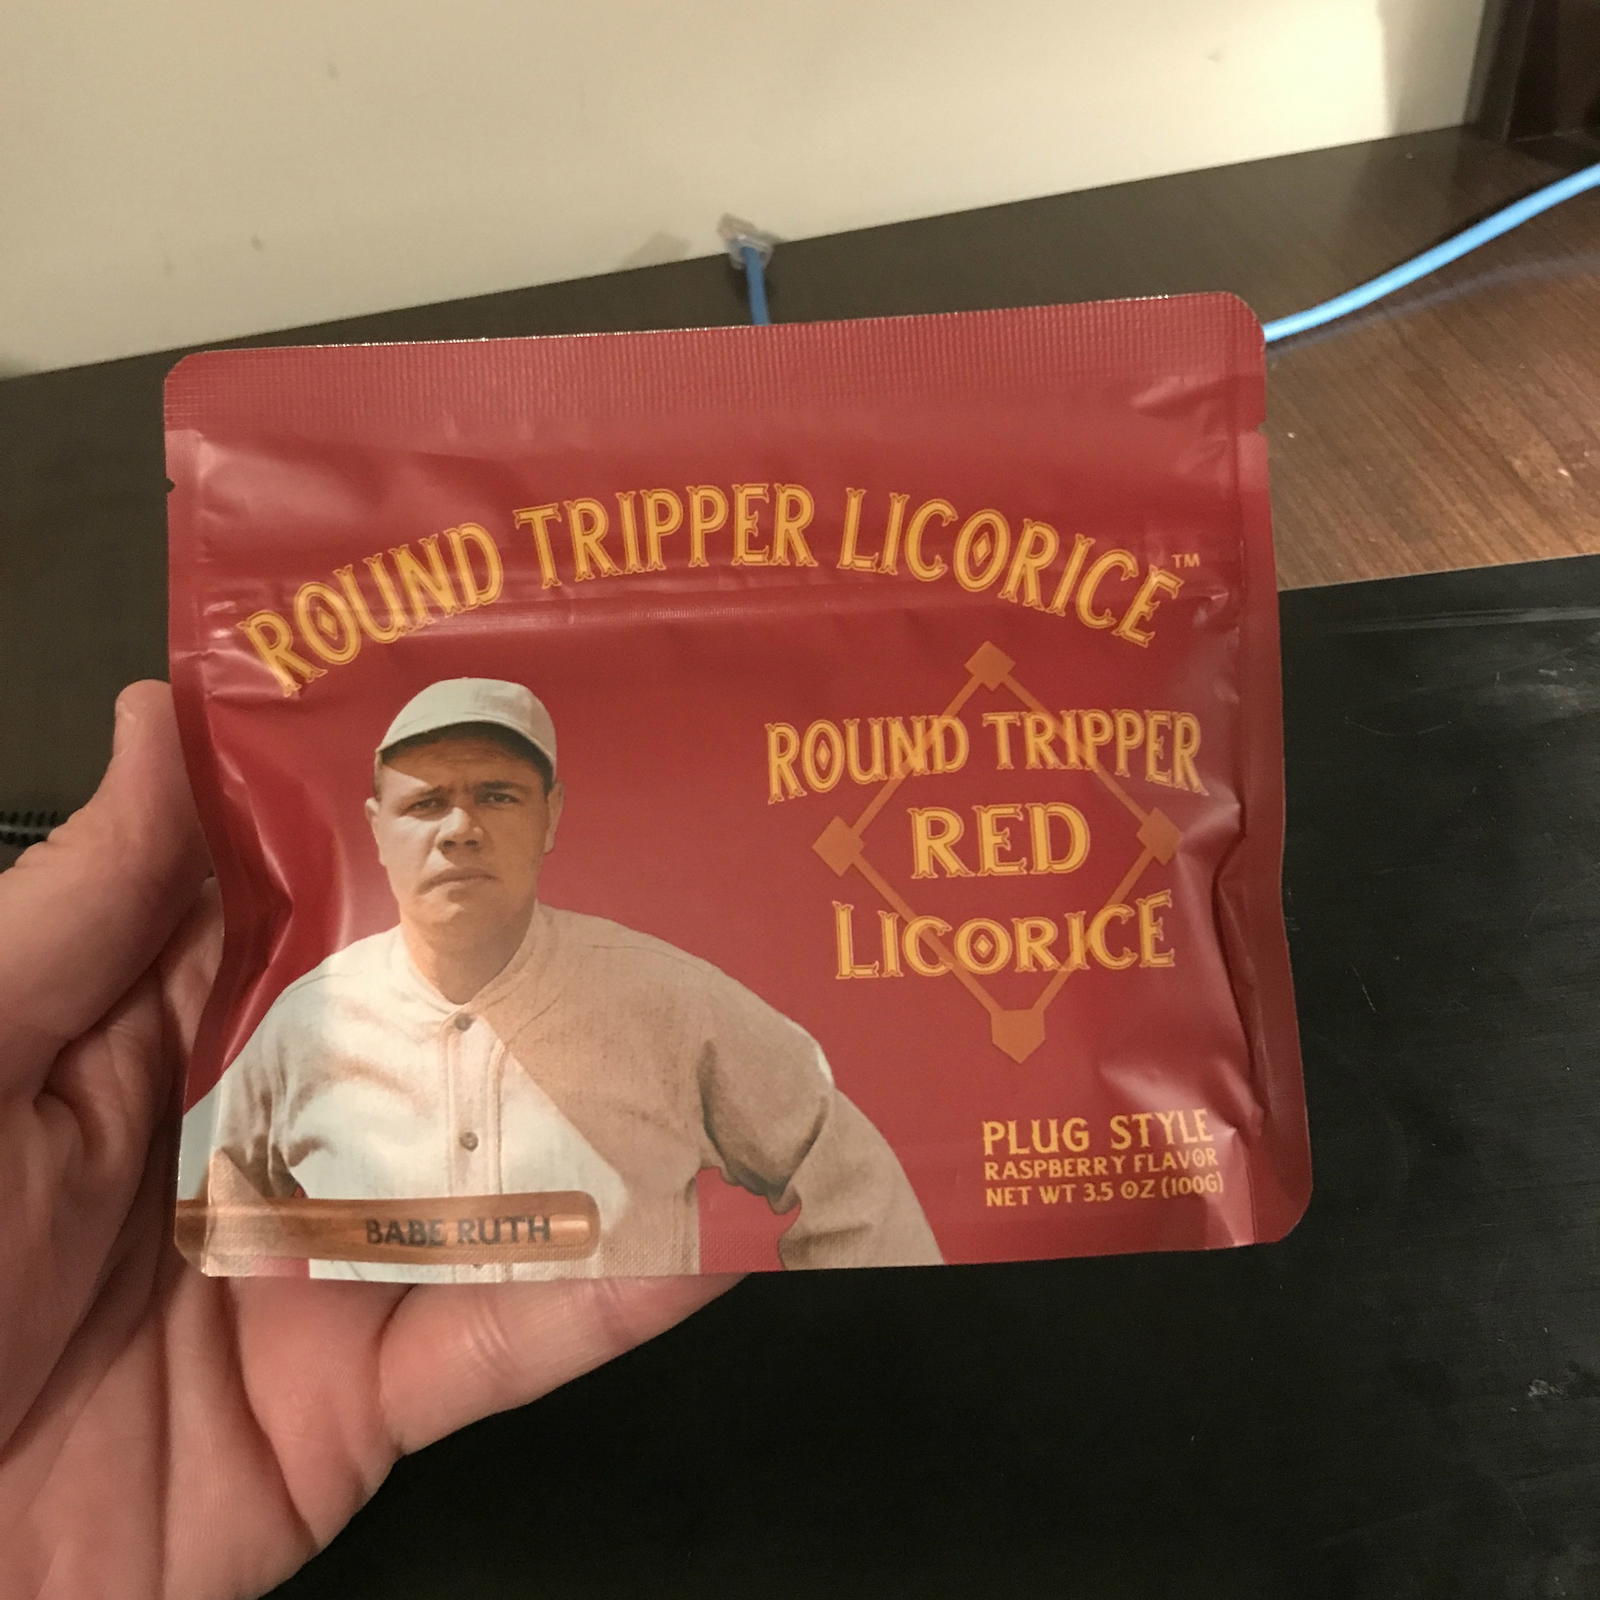 ROUND TRIPPER LICORICE™
ROUND TRIPPER
RED
LICORICE
PLUG STYLE
RASPBERRY FLAVOR
NET WT 3.5 OZ (100G)
BABE RUTH